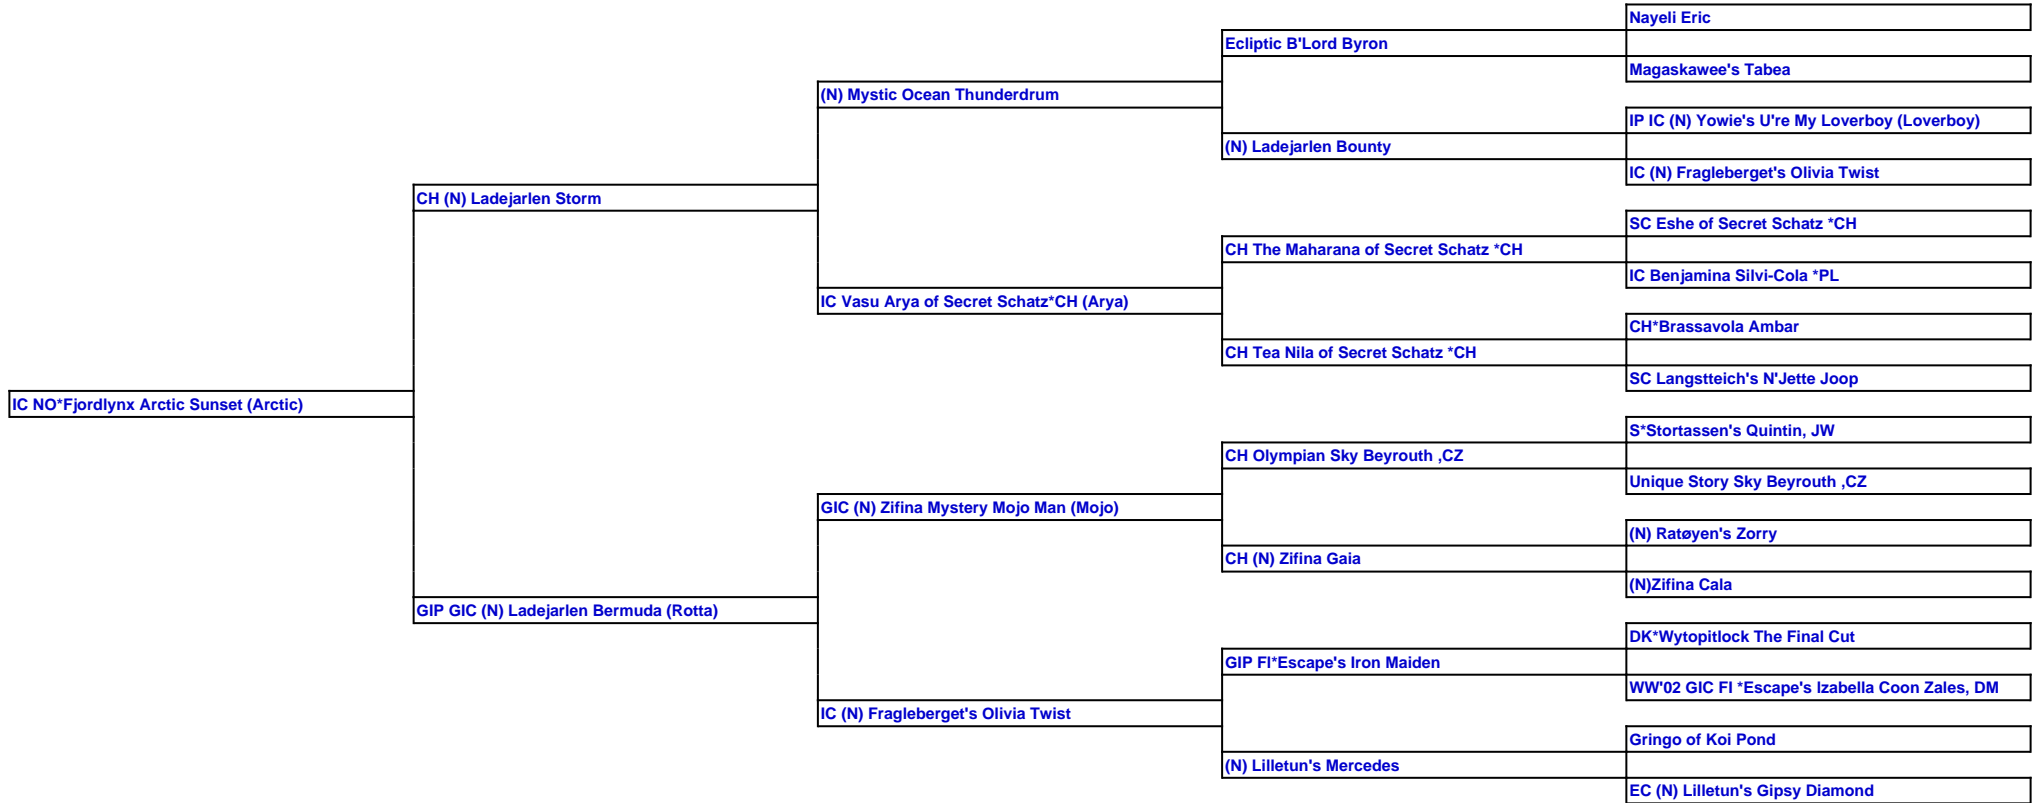 Nayeli Eric
Ecliptic B'Lord Byron
Magaskawee's Tabea
(N) Mystic Ocean Thunderdrum
IP IC (N) Yowie's U're My Loverboy (Loverboy)
(N) Ladejarlen Bounty
IC (N) Fragleberget's Olivia Twist
CH (N) Ladejarlen Storm
SC Eshe of Secret Schatz *CH
CH The Maharana of Secret Schatz *CH
IC Benjamina Silvi-Cola *PL
IC Vasu Arya of Secret Schatz*CH (Arya)
CH*Brassavola Ambar
CH Tea Nila of Secret Schatz *CH
SC Langstteich's N'Jette Joop
IC NO*Fjordlynx Arctic Sunset (Arctic)
S*Stortassen's Quintin, JW
CH Olympian Sky Beyrouth ,CZ
Unique Story Sky Beyrouth ,CZ
GIC (N) Zifina Mystery Mojo Man (Mojo)
(N) Ratøyen's Zorry
CH (N) Zifina Gaia
(N)Zifina Cala
GIP GIC (N) Ladejarlen Bermuda (Rotta)
DK*Wytopitlock The Final Cut
GIP FI*Escape's Iron Maiden
WW'02 GIC FI *Escape's Izabella Coon Zales, DM
IC (N) Fragleberget's Olivia Twist
Gringo of Koi Pond
(N) Lilletun's Mercedes
EC (N) Lilletun's Gipsy Diamond